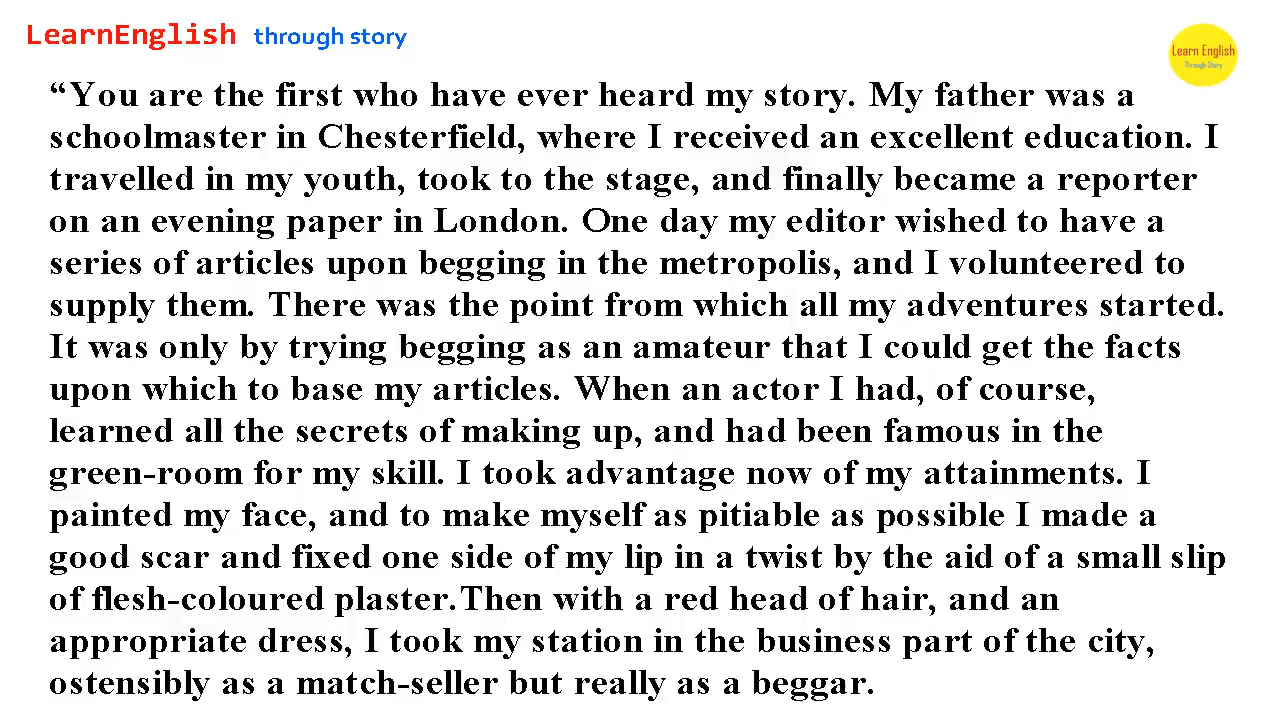 LearnEnglish through story
Learn English
Through Story
“You are the first who have ever heard my story. My father was a
schoolmaster in Chesterfield, where I received an excellent education. I
travelled in my youth, took to the stage, and finally became a reporter
on an evening paper in London. One day my editor wished to have a
series of articles upon begging in the metropolis, and I volunteered to
supply them. There was the point from which all my adventures started.
It was only by trying begging as an amateur that I could get the facts
upon which to base my articles. When an actor I had, of course,
learned all the secrets of making up, and had been famous in the
green-room for my skill. I took advantage now of my attainments. I
painted my face, and to make myself as pitiable as possible I made a
good scar and fixed one side of my lip in a twist by the aid of a small slip
of flesh-coloured plaster.Then with a red head of hair, and an
appropriate dress, I took my station in the business part of the city,
ostensibly as a match-seller but really as a beggar.